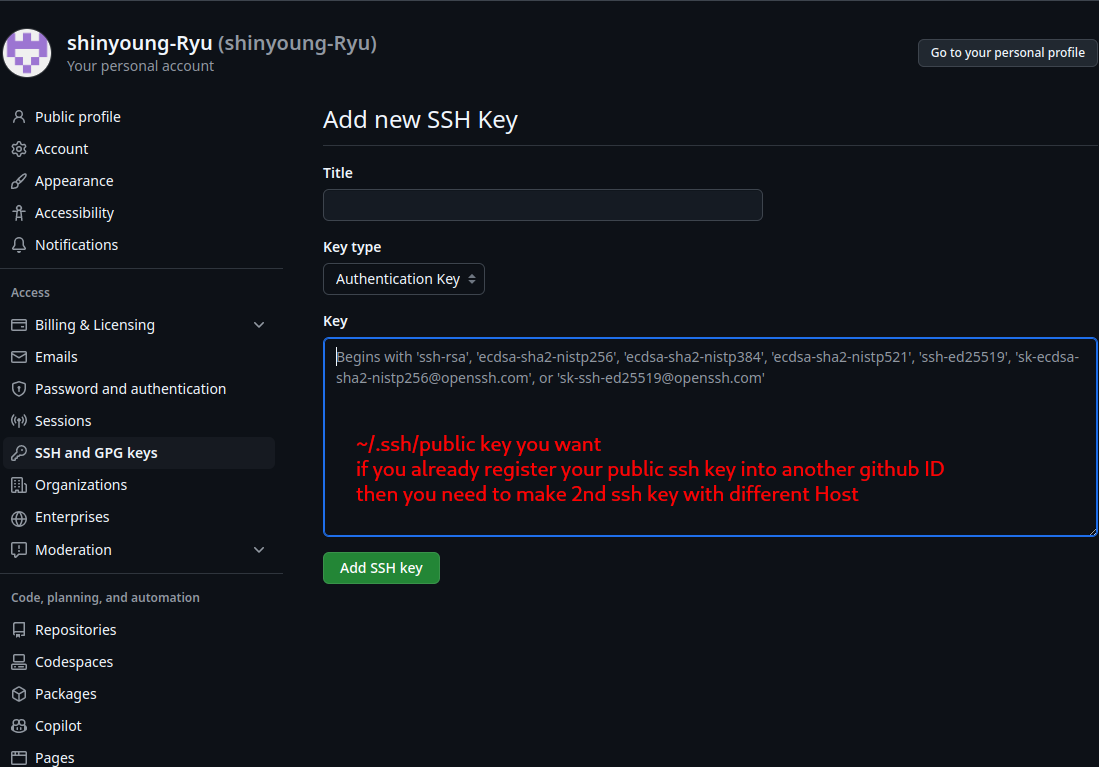 shinyoung-Ryu (shinyoung-Ryu)
Your personal account
Go to your personal profile
Public profile
Account
Appearance
Accessibility
Notifications
Access
Billing & Licensing
Emails
Password and authentication
Sessions
SSH and GPG keys
Organizations
Enterprises
Moderation
Code, planning, and automation
Repositories
Codespaces
Packages
Copilot
Pages
Add new SSH Key
Title
Key type
Authentication Key
Key
Begins with 'ssh-rsa', 'ecdsa-sha2-nistp256', 'ecdsa-sha2-nistp384', 'ecdsa-sha2-nistp521', 'ssh-ed25519', 'sk-ecdsa-
sha2-nistp256@openssh.com', or 'sk-ssh-ed25519@openssh.com'
~/.ssh/public key you want
if you already register your public ssh key into another github ID
then you need to make 2nd ssh key with different Host
Add SSH key